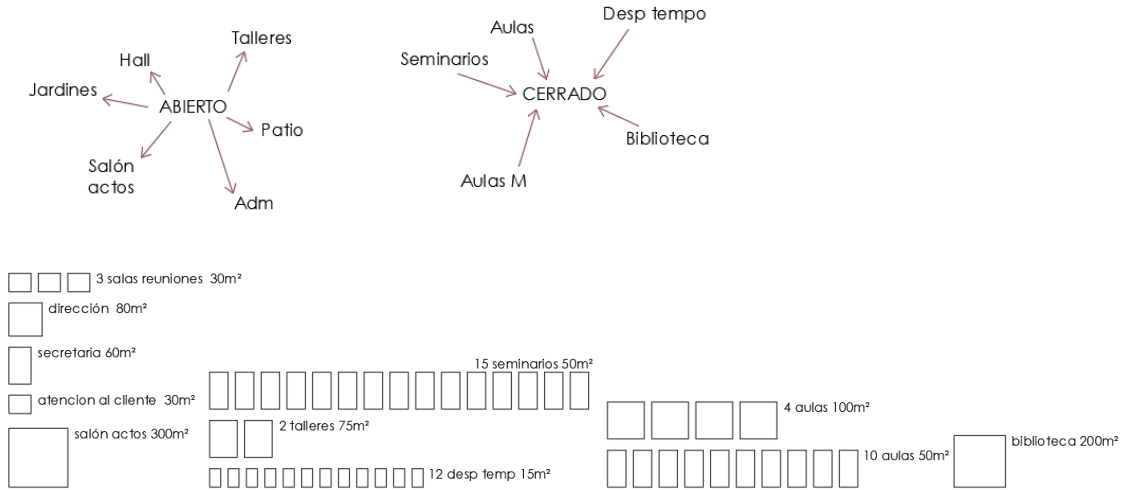 Talleres
Hall
Jardines
ABIERTO
Patio
Salón
actos
Adm
Desp tempo
Aulas
Seminarios
CERRADO
Biblioteca
Aulas M
3 salas reuniones 30m²
dirección 80m²
secretaria 60m²
atencion al cliente 30m²
salón actos 300m²
15 seminarios 50m²
2 talleres 75m²
12 desp temp 15m²
4 aulas 100m²
10 aulas 50m²
biblioteca 200m²